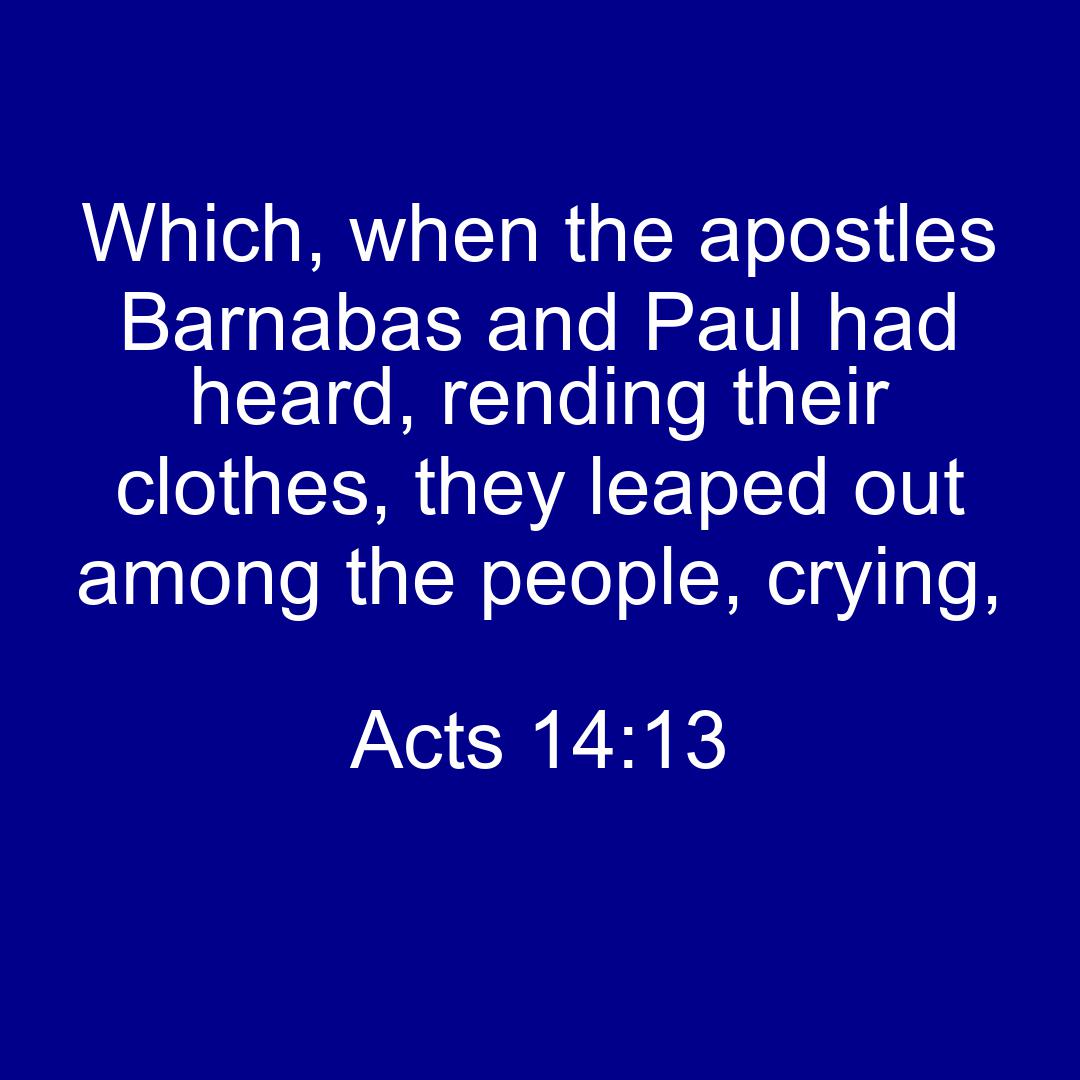 Which, when the apostles
Barnabas and Paul had
heard, rending their
clothes, they leaped out
among the people, crying,
Acts 14:13